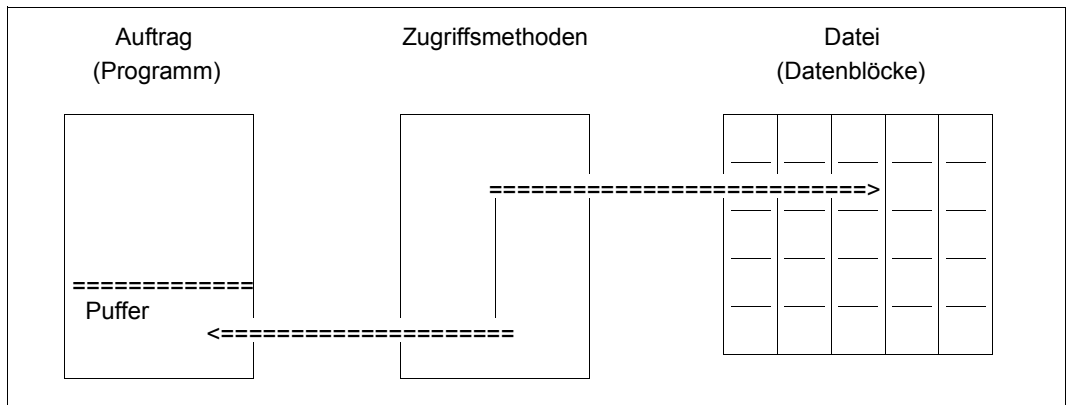 Auftrag
(Programm)
Zugriffsmethoden
Datei
(Datenblöcke)
==========================>
=============
Puffer
<=====================